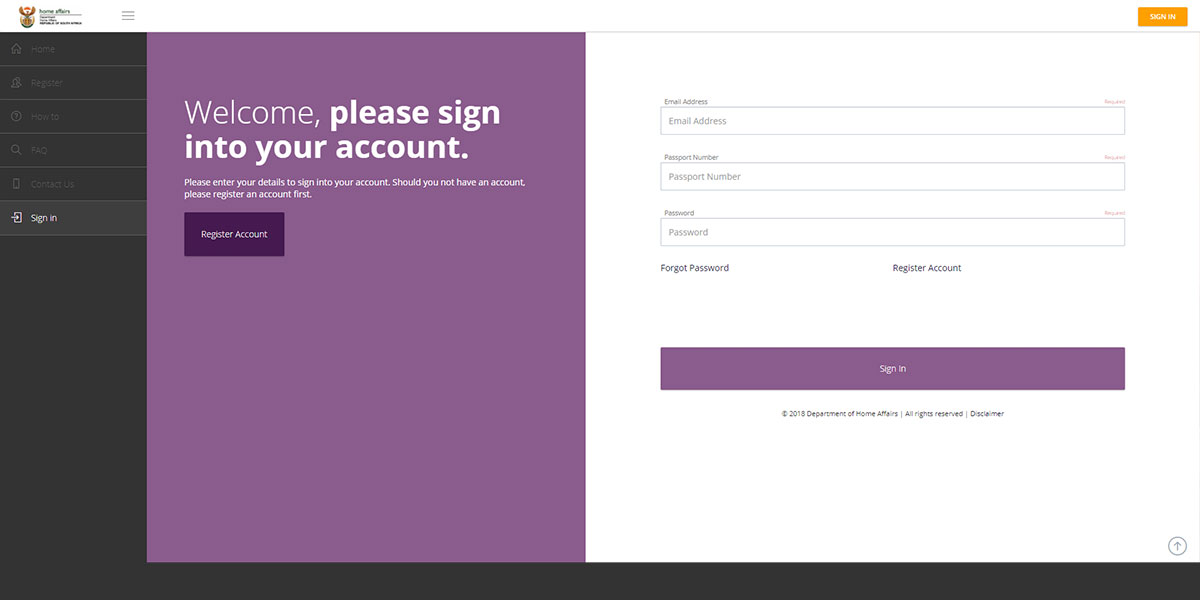 home affairs
Department:
Home Affairs
REPUBLIC OF SOUTH AFRICA
SIGN IN
Home
Register
How to
FAQ
Contact Us
Sign in
Welcome, please sign
into your account.
Please enter your details to sign into your account. Should you not have an account,
please register an account first.
Register Account
Email Address Required
Email Address
Passport Number Required
Passport Number
Password Required
Password
Forgot Password Register Account
Sign In
© 2018 Department of Home Affairs | All rights reserved | Disclaimer